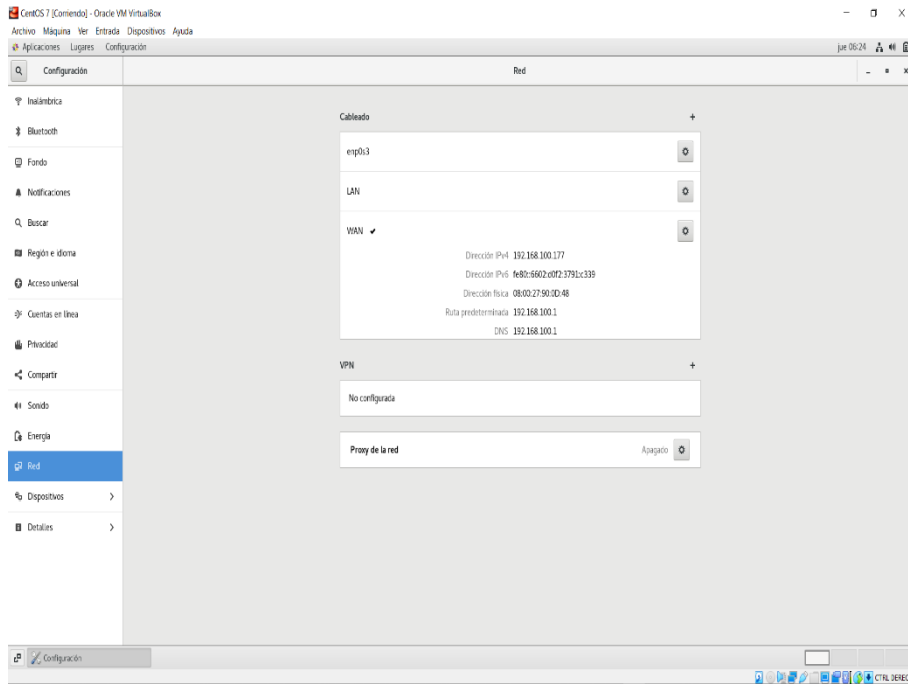 CentOS 7 [Corriendo] - Oracle VM VirtualBox
Archivo Máquina Ver Entrada Dispositivos Ayuda
Aplicaciones Lugares Configuración jue 06:24
Configuración Red
Inalámbrica
Bluetooth
Fondo
Notificaciones
Buscar
Región e idioma
Acceso universal
Cuentas en línea
Privacidad
Compartir
Sonido
Energía
Red
Dispositivos
Detalles
Cableado
enp0s3
LAN
WAN
Dirección IPv4 192.168.100.177
Dirección IPv6 fe80::6602:d0f2:3791:c339
Dirección física 08:00:27:90:0D:48
Ruta predeterminada 192.168.100.1
DNS 192.168.100.1
VPN
No configurada
Proxy de la red Apagado
Configuración
CTRL DEREC